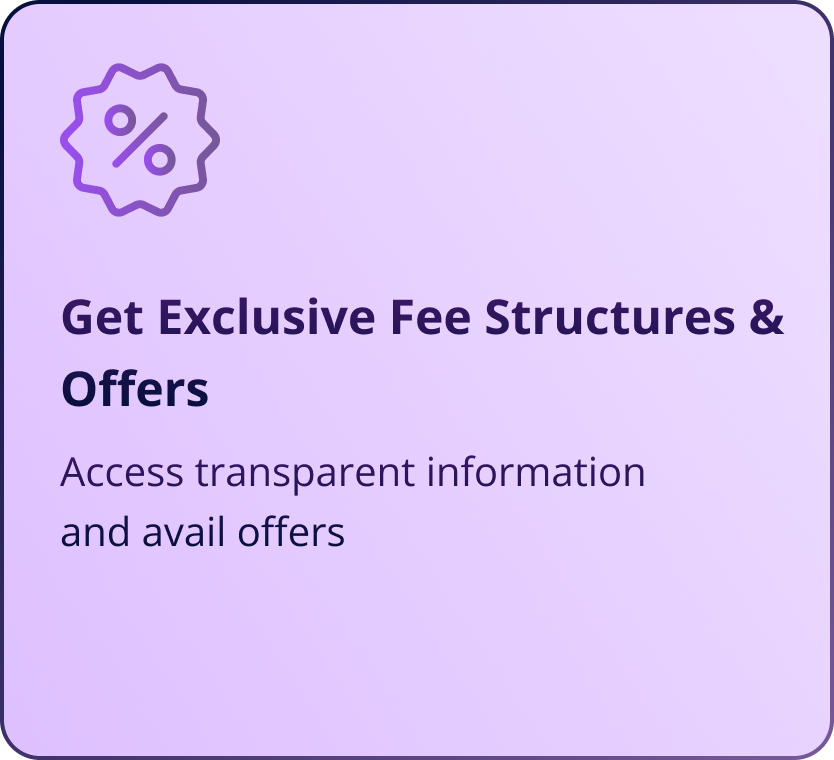 Get Exclusive Fee Structures &
Offers
Access transparent information
and avail offers